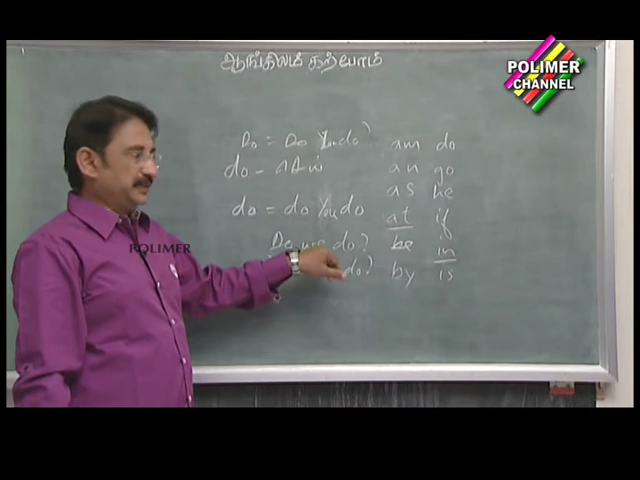 ஆங்கிலம் கற்போம்
POLIMER
CHANNEL
Do = Do you do? am do
do - செய் an go
as he
do = do you do at if
Do we do? be in
do? by is
POLIMER